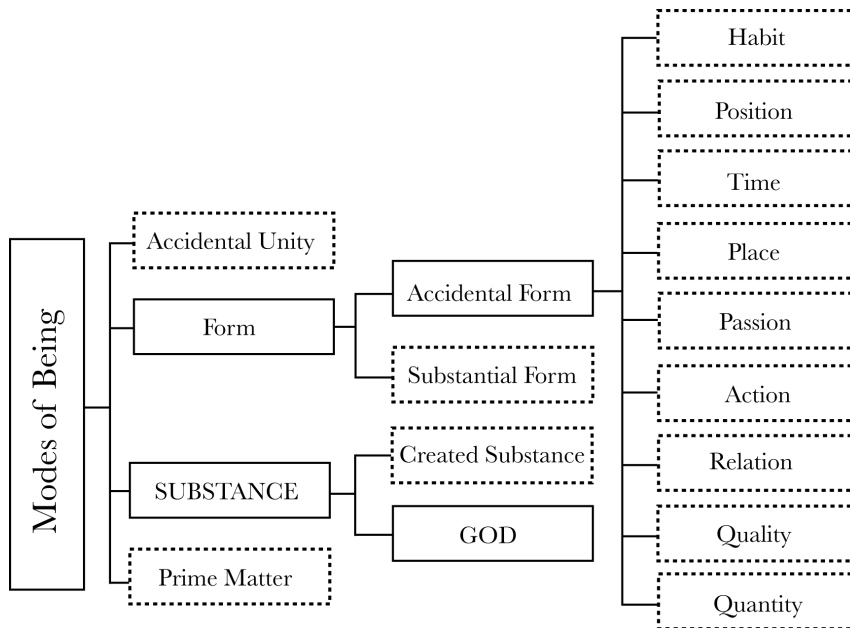 Modes of Being
Accidental Unity
Form
SUBSTANCE
Prime Matter
Accidental Form
Substantial Form
Created Substance
GOD
Habit
Position
Time
Place
Passion
Action
Relation
Quality
Quantity